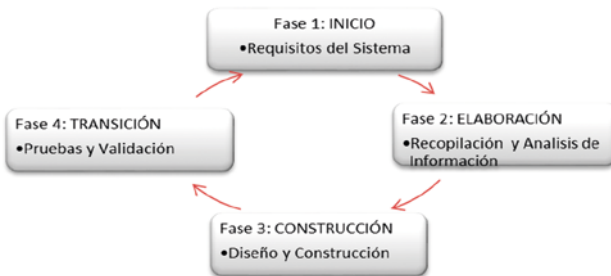 Fase 1: INICIO
•Requisitos del Sistema
Fase 2: ELABORACIÓN
•Recopilación y Analisis de
Información
Fase 3: CONSTRUCCIÓN
•Diseño y Construcción
Fase 4: TRANSICIÓN
•Pruebas y Validación